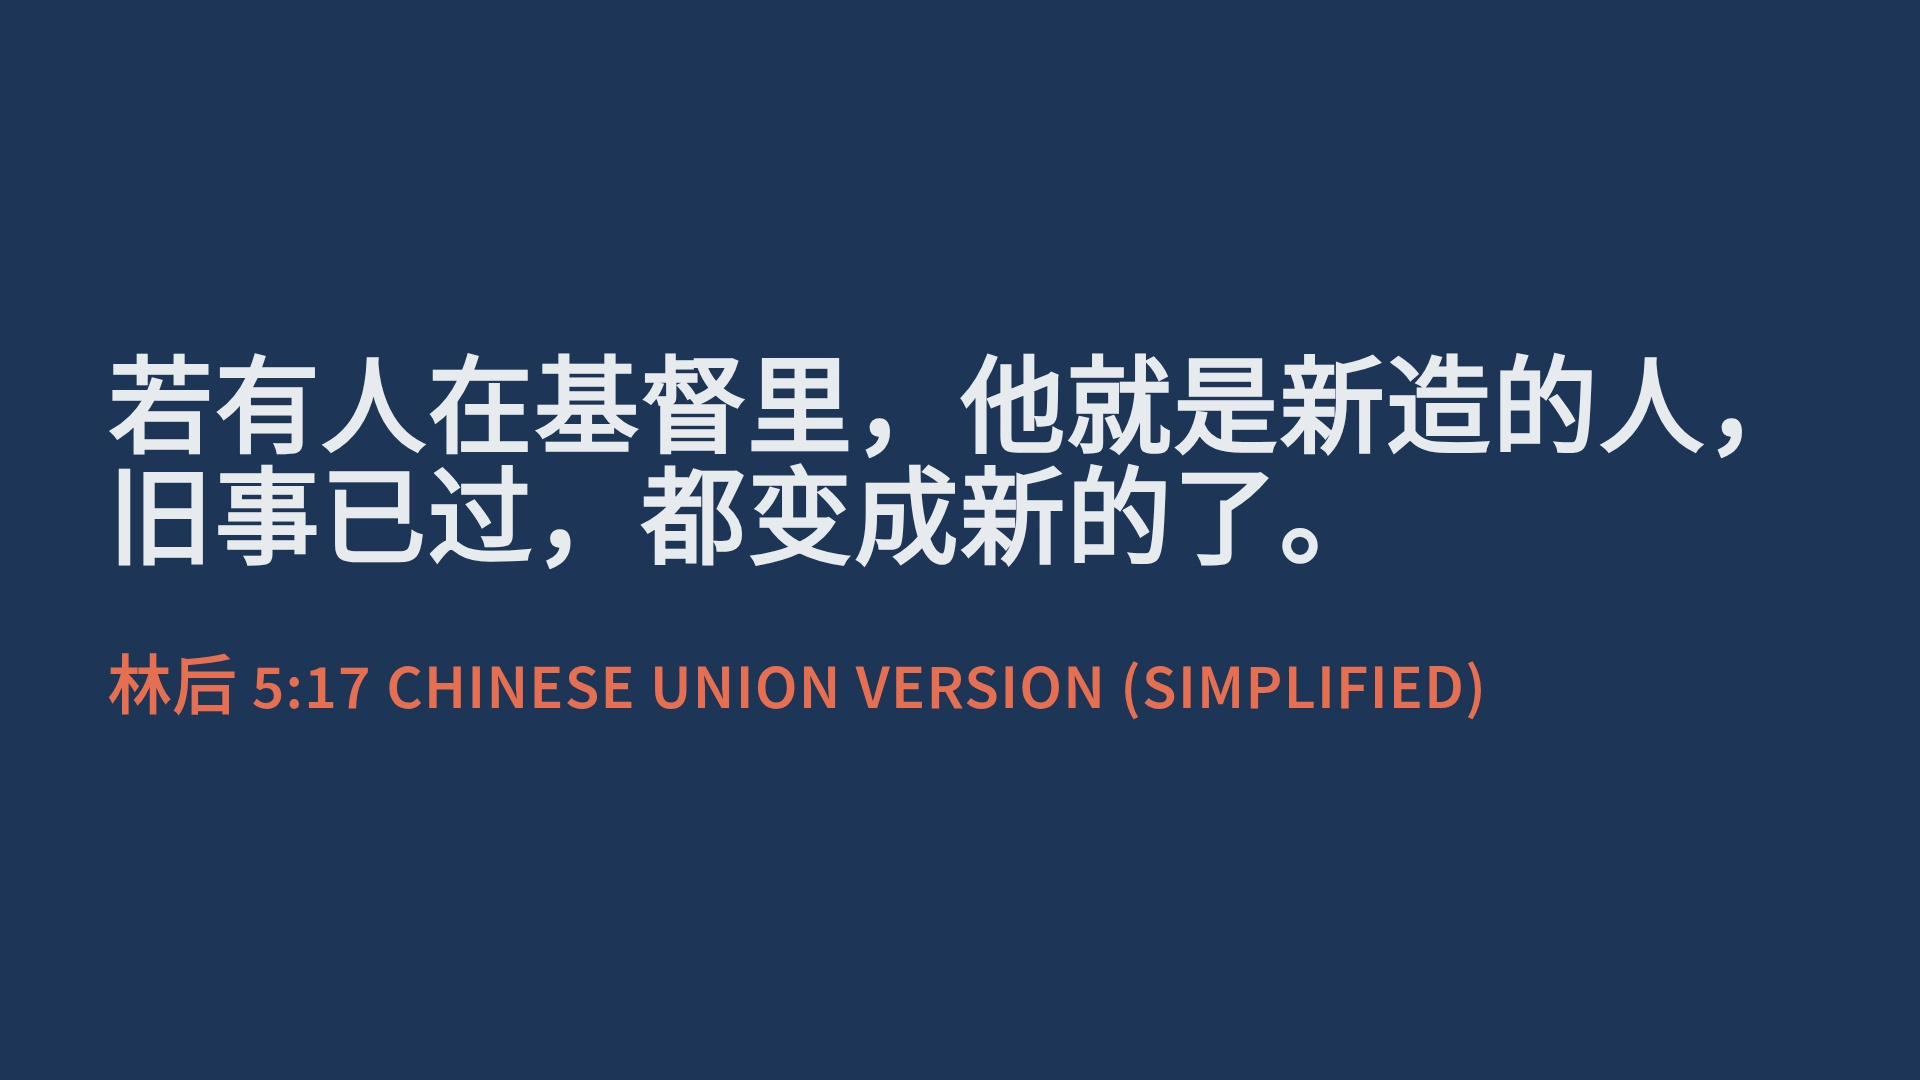 若有人在基督里，他就是新造的人，
旧事已过，都变成新的了。
林后 5:17 CHINESE UNION VERSION (SIMPLIFIED)